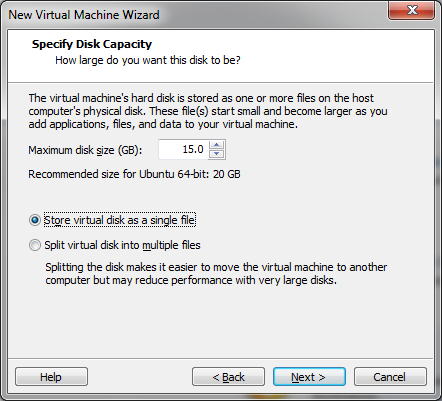 New Virtual Machine Wizard
Specify Disk Capacity
How large do you want this disk to be?
The virtual machine's hard disk is stored as one or more files on the host
computer's physical disk. These file(s) start small and become larger as you
add applications, files, and data to your virtual machine.
Maximum disk size (GB): 15.0
Recommended size for Ubuntu 64-bit: 20 GB
Store virtual disk as a single file
Split virtual disk into multiple files
Splitting the disk makes it easier to move the virtual machine to another
computer but may reduce performance with very large disks.
Help < Back Next > Cancel